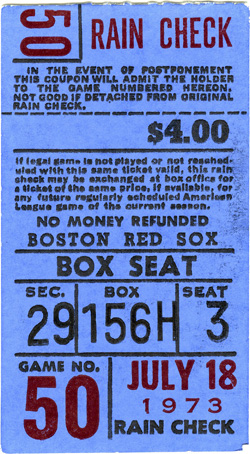 50 RAIN CHECK
IN THE EVENT OF POSTPONEMENT
THIS COUPON WILL ADMIT THE HOLDER
TO THE GAME NUMBERED HEREON.
NOT GOOD IF DETACHED FROM ORIGINAL
RAIN CHECK.
$4.00
If legal game is not played or not resched-
duled with this same ticket valid, this rain
check may be exchanged at box office for
a ticket of the same price, if available, for
any future regularly scheduled American
League game of the current season.
NO MONEY REFUNDED
BOSTON RED SOX
BOX SEAT
SEC. BOX SEAT
29 156H 3
GAME NO. JULY 18
50 1973
RAIN CHECK